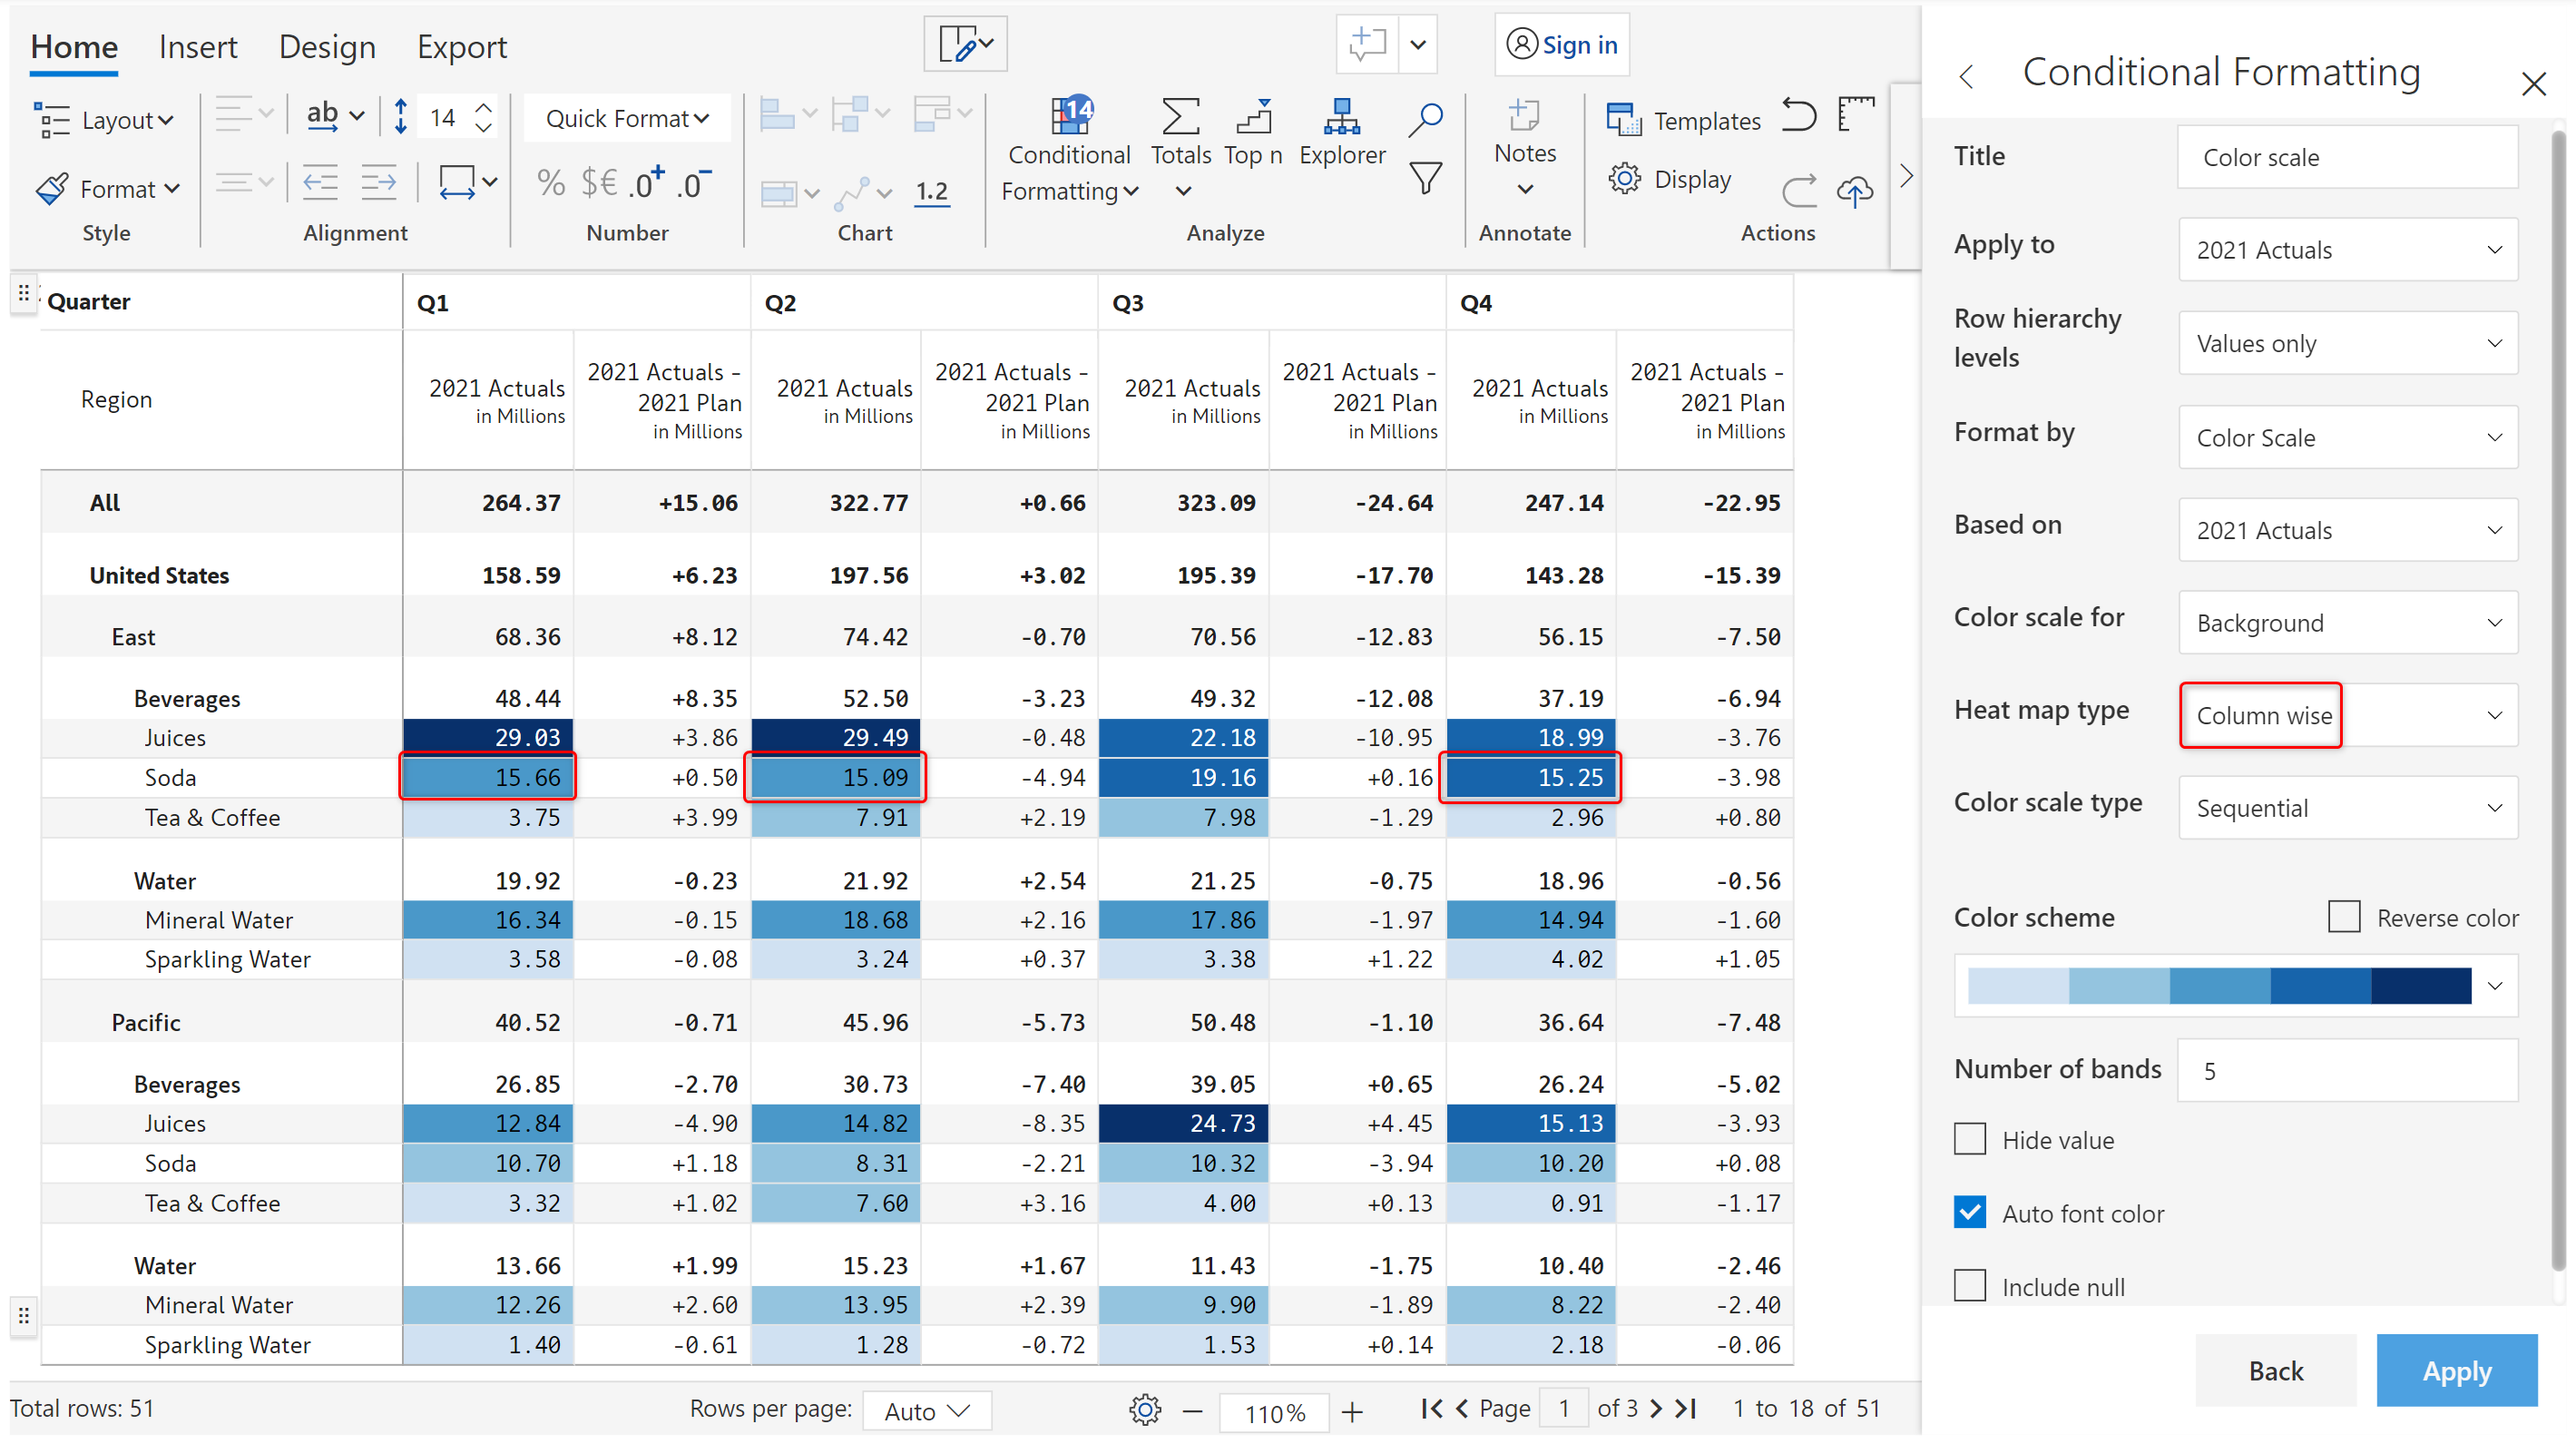 Home Insert Design Export Sign in
Layout ab 14 Quick Format 14 Templates
Conditional Formatting Totals Top n Explorer Notes
Format % $€ .0+ .0- 1.2 Display
Style Alignment Number Chart Analyze Annotate Actions
Quarter Q1 Q2 Q3 Q4
Region 2021 Actuals in Millions 2021 Actuals - 2021 Plan in Millions 2021 Actuals in Millions 2021 Actuals - 2021 Plan in Millions 2021 Actuals in Millions 2021 Actuals - 2021 Plan in Millions 2021 Actuals in Millions 2021 Actuals - 2021 Plan in Millions
All 264.37 +15.06 322.77 +0.66 323.09 -24.64 247.14 -22.95
United States 158.59 +6.23 197.56 +3.02 195.39 -17.70 143.28 -15.39
East 68.36 +8.12 74.42 -0.70 70.56 -12.83 56.15 -7.50
Beverages 48.44 +8.35 52.50 -3.23 49.32 -12.08 37.19 -6.94
Juices 29.03 +3.86 29.49 -0.48 22.18 -10.95 18.99 -3.76
Soda 15.66 +0.50 15.09 -4.94 19.16 +0.16 15.25 -3.98
Tea & Coffee 3.75 +3.99 7.91 +2.19 7.98 -1.29 2.96 +0.80
Water 19.92 -0.23 21.92 +2.54 21.25 -0.75 18.96 -0.56
Mineral Water 16.34 -0.15 18.68 +2.16 17.86 -1.97 14.94 -1.60
Sparkling Water 3.58 -0.08 3.24 +0.37 3.38 +1.22 4.02 +1.05
Pacific 40.52 -0.71 45.96 -5.73 50.48 -1.10 36.64 -7.48
Beverages 26.85 -2.70 30.73 -7.40 39.05 +0.65 26.24 -5.02
Juices 12.84 -4.90 14.82 -8.35 24.73 +4.45 15.13 -3.93
Soda 10.70 +1.18 8.31 -2.21 10.32 -3.94 10.20 +0.08
Tea & Coffee 3.32 +1.02 7.60 +3.16 4.00 +0.13 0.91 -1.17
Water 13.66 +1.99 15.23 +1.67 11.43 -1.75 10.40 -2.46
Mineral Water 12.26 +2.60 13.95 +2.39 9.90 -1.89 8.22 -2.40
Sparkling Water 1.40 -0.61 1.28 -0.72 1.53 +0.14 2.18 -0.06
Total rows: 51 Rows per page: Auto 110% Page 1 of 3 1 to 18 of 51
Conditional Formatting
Title Color scale
Apply to 2021 Actuals
Row hierarchy levels Values only
Format by Color Scale
Based on 2021 Actuals
Color scale for Background
Heat map type Column wise
Color scale type Sequential
Color scheme Reverse color
Number of bands 5
Hide value
Auto font color
Include null
Back Apply